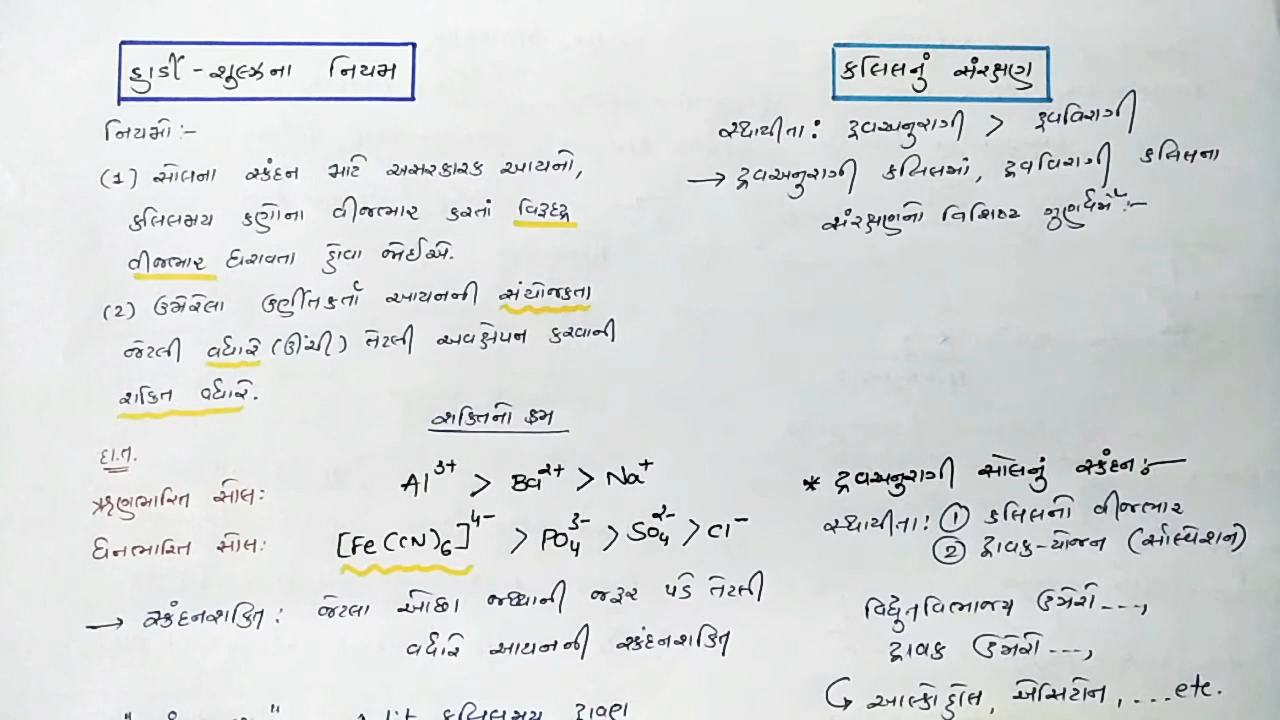 હાર્ડી-શૂલ્ઝના નિયમ
નિયમો:-
(1) સોલના સ્કંદન માટે અસરકારક આયનો,
કલિલમય કણોના વીજભાર કરતાં વિરુદ્ધ
વીજભાર ધરાવતા હોવા જોઈએ.
(2) ઉમેરેલા ઉર્ણીતકર્તા આયનની સંયોજકતા
જેટલી વધારે (ઊંચી) તેટલી અવક્ષેપન કરવાની
શક્તિ વધારે.
શક્તિનો ક્રમ
દા.ત.
ઋણભારિત સોલ: Al³⁺ > Ba²⁺ > Na⁺
ધનભારિત સોલ: [Fe(CN)₆]⁴⁻ > PO₄³⁻ > SO₄²⁻ > Cl⁻
→ સ્કંદનશક્તિ: જેટલા ઓછા જથ્થાની જરૂર પડે તેટલી
વધારે આયનની સ્કંદનશક્તિ
કલિલમય દ્રાવણ
કલિલનું સંરક્ષણ
સ્થાયીતા: દ્રવઅનુરાગી > દ્રવવિરાગી
→ દ્રવઅનુરાગી કલિલમાં, દ્રવવિરાગી કલિલના
સંરક્ષણનો વિશિષ્ટ ગુણધર્મ:-
* દ્રવઅનુરાગી સોલનું સ્કંદન:-
સ્થાયીતા: ① કલિલનો વીજભાર
② દ્રાવક-યોજન (સોલ્વેશન)
વિદ્યુતવિભાજ્ય ઉમેરો ---,
દ્રાવક ઉમેરો ---,
↳ આલ્કોહોલ, એસિટોન, ...etc.